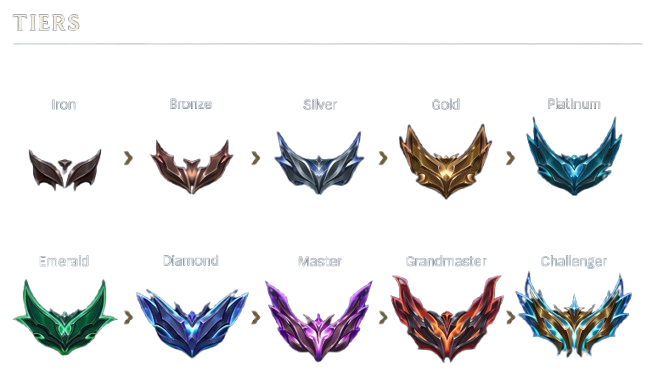 TIERS
Iron
Bronze
Silver
Gold
Platinum
Emerald
Diamond
Master
Grandmaster
Challenger